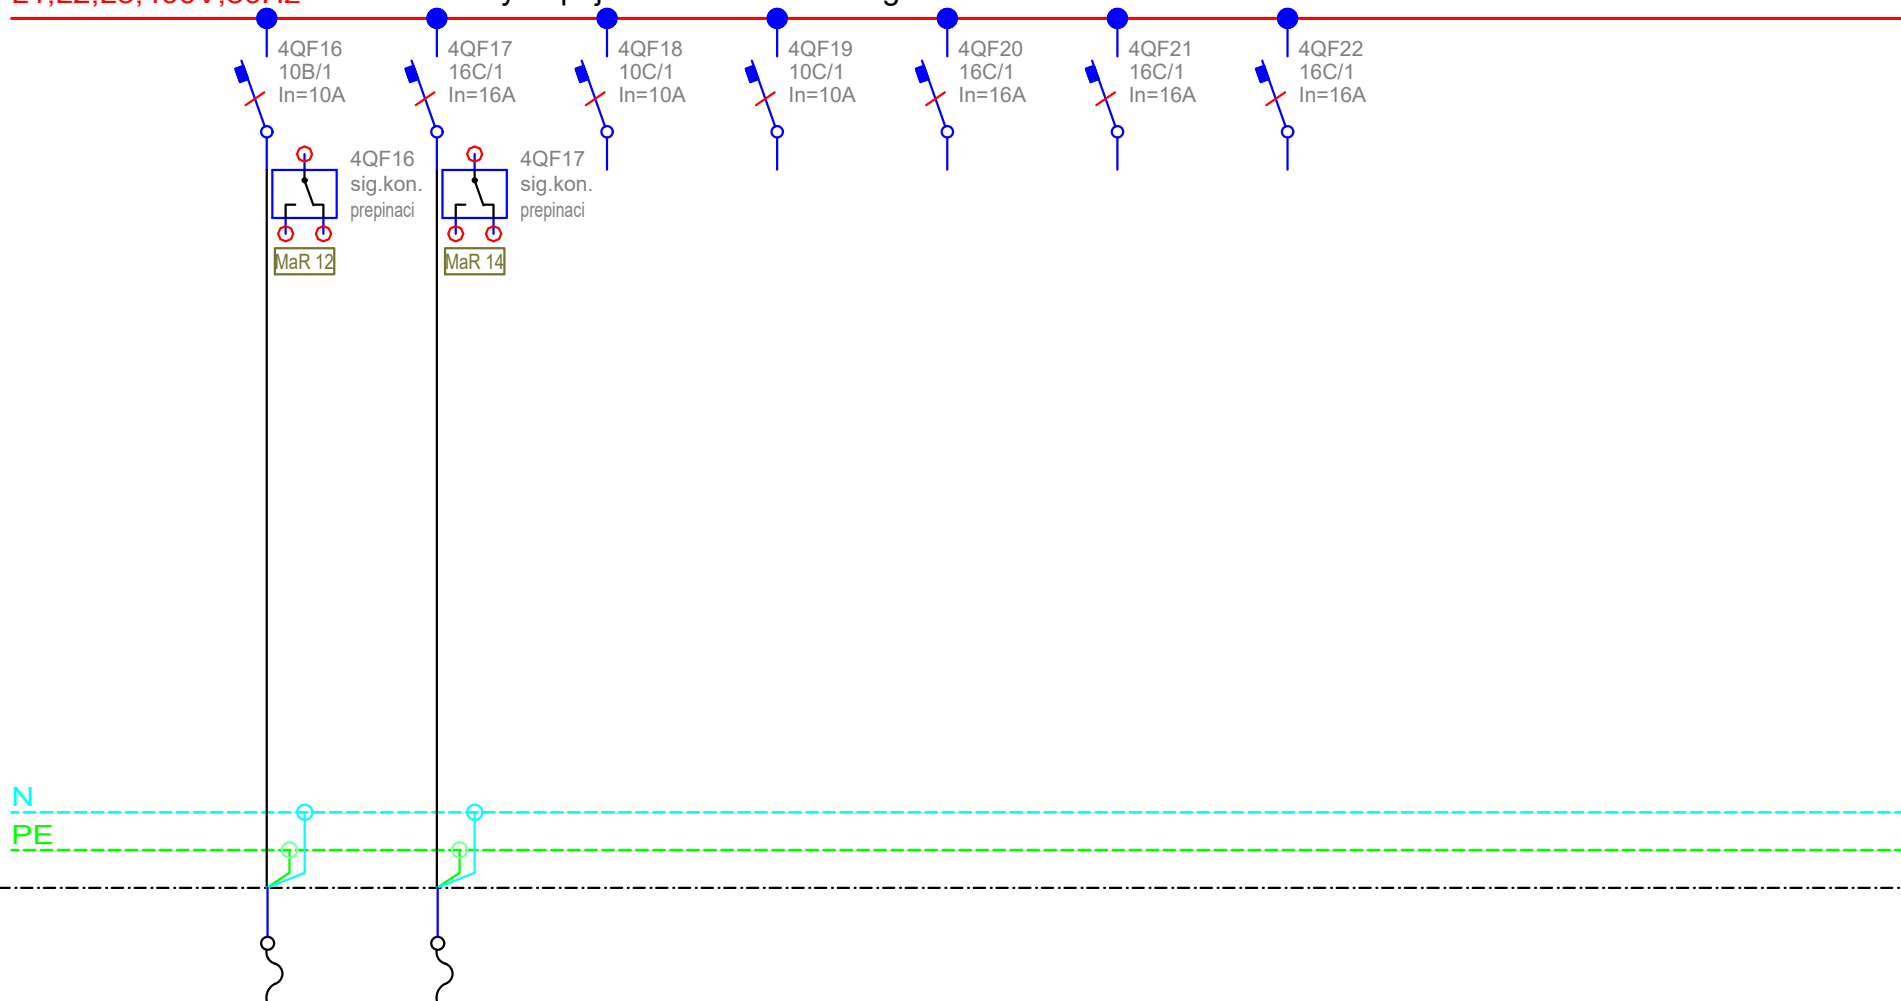 4QF16
10B/1
In=10A
4QF17
16C/1
In=16A
4QF18
10C/1
In=10A
4QF19
10C/1
In=10A
4QF20
16C/1
In=16A
4QF21
16C/1
In=16A
4QF22
16C/1
In=16A
4QF16
sig.kon.
prepinaci
MaR 12
4QF17
sig.kon.
prepinaci
MaR 14
N
PE